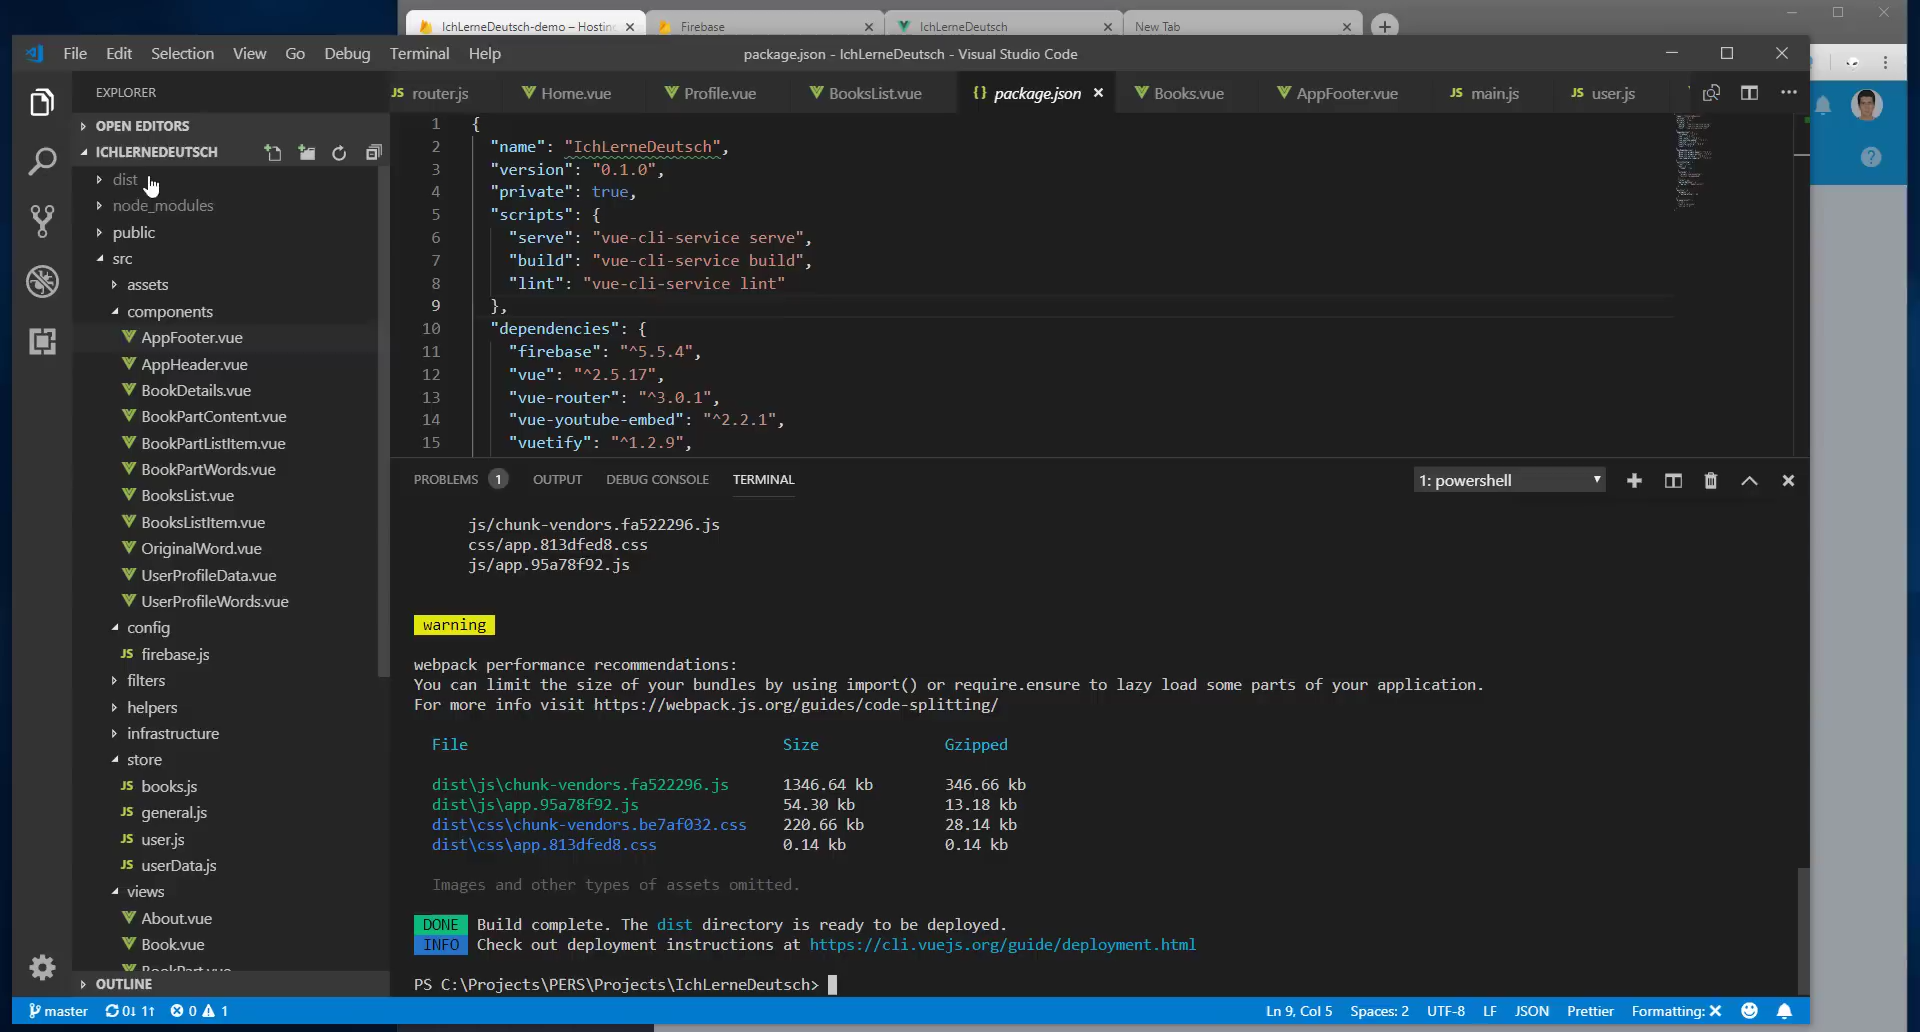 IchLerneDeutsch-demo – Hostin
Firebase
IchLerneDeutsch
New Tab
File Edit Selection View Go Debug Terminal Help
package.json - IchLerneDeutsch - Visual Studio Code
EXPLORER
OPEN EDITORS
ICHLERNEDEUTSCH
dist
node_modules
public
src
assets
components
AppFooter.vue
AppHeader.vue
BookDetails.vue
BookPartContent.vue
BookPartListItem.vue
BookPartWords.vue
BooksList.vue
BooksListItem.vue
OriginalWord.vue
UserProfileData.vue
UserProfileWords.vue
config
JS firebase.js
filters
helpers
infrastructure
store
JS books.js
JS general.js
JS user.js
JS userData.js
views
About.vue
Book.vue
BookPart.vue
OUTLINE
JS router.js
Home.vue
Profile.vue
BooksList.vue
{} package.json
Books.vue
AppFooter.vue
JS main.js
JS user.js
1 {
2 "name": "IchLerneDeutsch",
3 "version": "0.1.0",
4 "private": true,
5 "scripts": {
6 "serve": "vue-cli-service serve",
7 "build": "vue-cli-service build",
8 "lint": "vue-cli-service lint"
9 },
10 "dependencies": {
11 "firebase": "^5.5.4",
12 "vue": "^2.5.17",
13 "vue-router": "^3.0.1",
14 "vue-youtube-embed": "^2.2.1",
15 "vuetify": "^1.2.9",
PROBLEMS 1 OUTPUT DEBUG CONSOLE TERMINAL
1: powershell
js/chunk-vendors.fa522296.js
css/app.813dfed8.css
js/app.95a78f92.js
warning
webpack performance recommendations:
You can limit the size of your bundles by using import() or require.ensure to lazy load some parts of your application.
For more info visit https://webpack.js.org/guides/code-splitting/
File Size Gzipped
dist\js\chunk-vendors.fa522296.js 1346.64 kb 346.66 kb
dist\js\app.95a78f92.js 54.30 kb 13.18 kb
dist\css\chunk-vendors.be7af032.css 220.66 kb 28.14 kb
dist\css\app.813dfed8.css 0.14 kb 0.14 kb
Images and other types of assets omitted.
DONE Build complete. The dist directory is ready to be deployed.
INFO Check out deployment instructions at https://cli.vuejs.org/guide/deployment.html
PS C:\Projects\PERS\Projects\IchLerneDeutsch>
master 0↓ 1↑ 0 1
Ln 9, Col 5 Spaces: 2 UTF-8 LF JSON Prettier Formatting: ✕